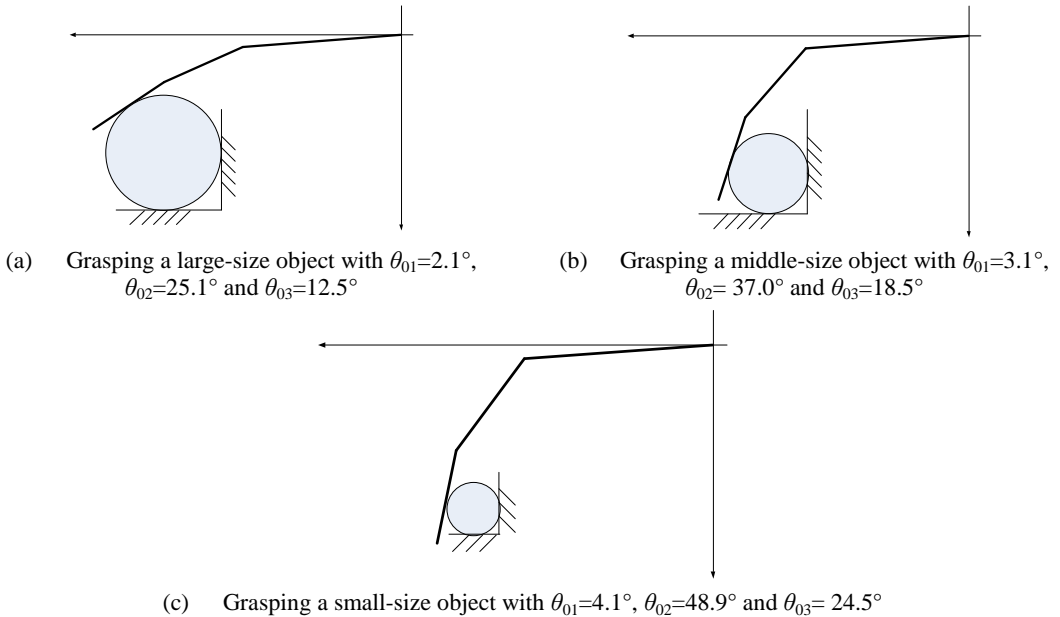 (a) Grasping a large-size object with θ01=2.1°,
θ02=25.1° and θ03=12.5°
(b) Grasping a middle-size object with θ01=3.1°,
θ02= 37.0° and θ03=18.5°
(c) Grasping a small-size object with θ01=4.1°, θ02=48.9° and θ03= 24.5°